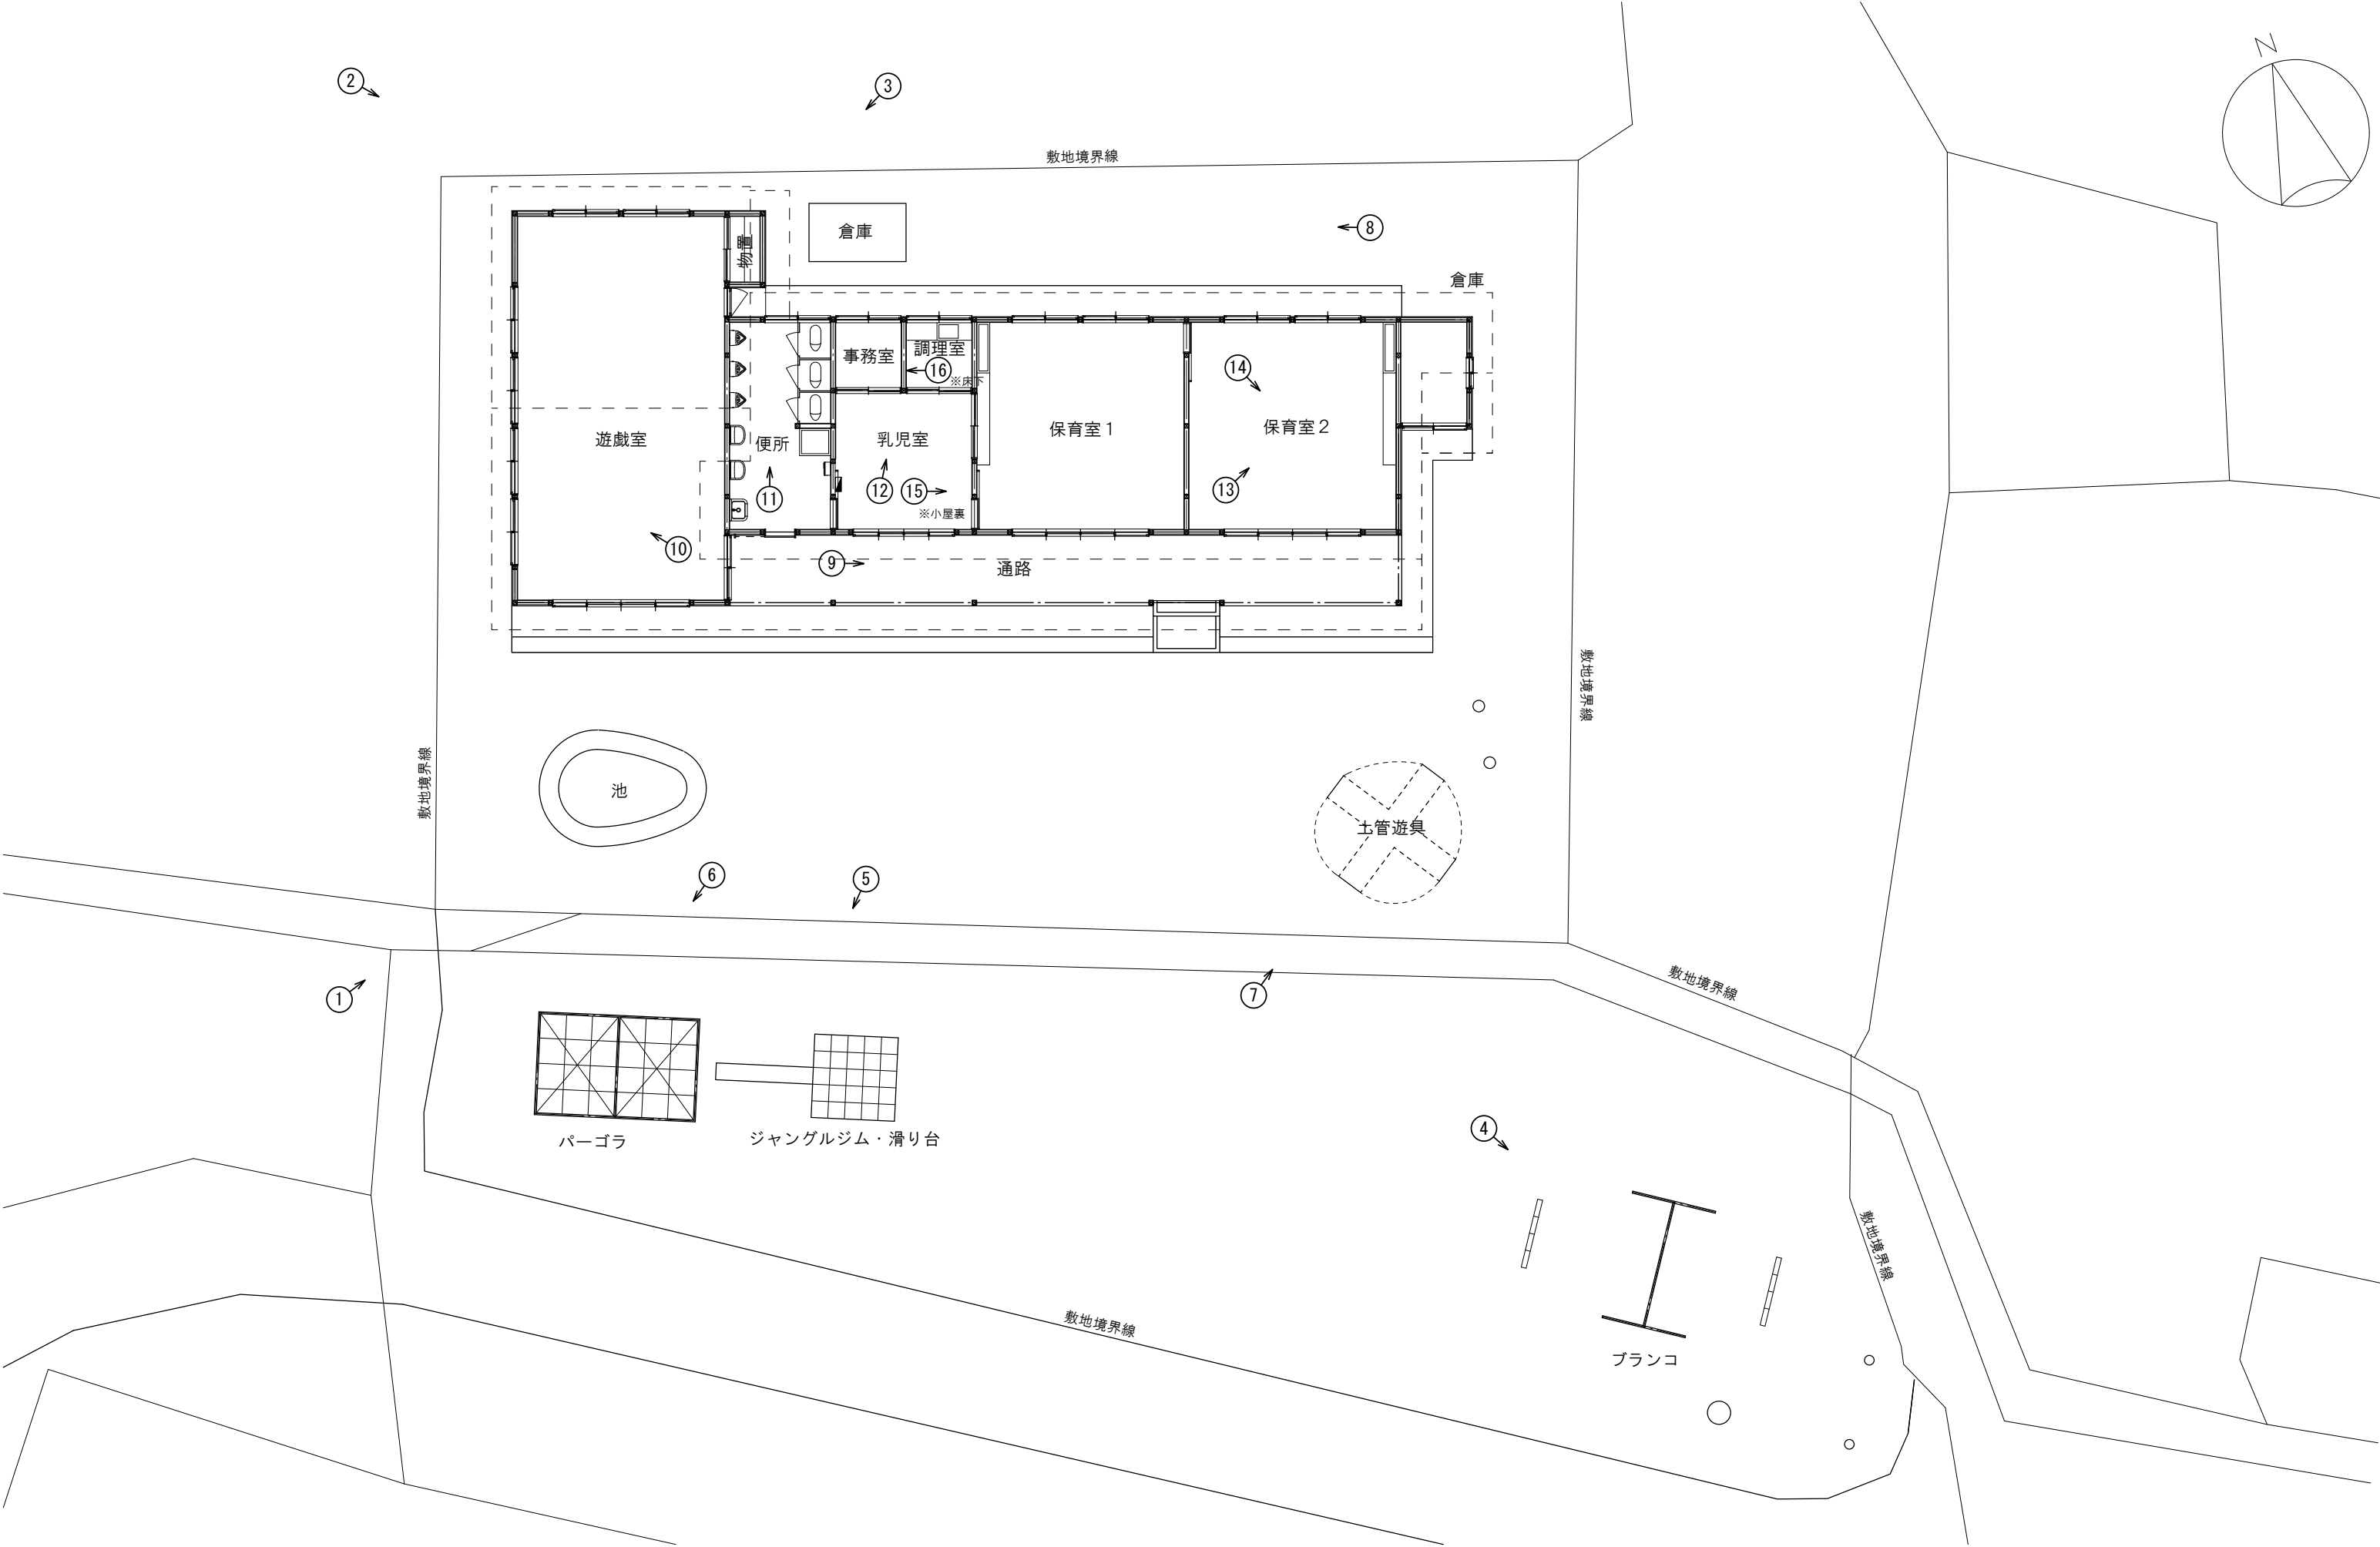 N
②
③
敷地境界線
倉庫
⑧
物置
倉庫
事務室
調理室
⑯
※床下
⑭
遊戯室
便所
乳児室
保育室1
保育室2
⑪
⑫
⑮
⑬
※小屋裏
⑩
⑨
通路
敷地境界線
敷地境界線
池
土管遊具
⑥
⑤
①
⑦
敷地境界線
パーゴラ
ジャングルジム・滑り台
④
敷地境界線
敷地境界線
ブランコ